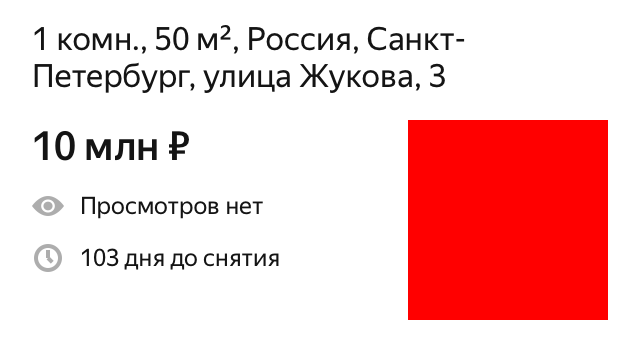 1 комн., 50 м², Россия, Санкт-
Петербург, улица Жукова, 3
10 млн ₽
Просмотров нет
103 дня до снятия